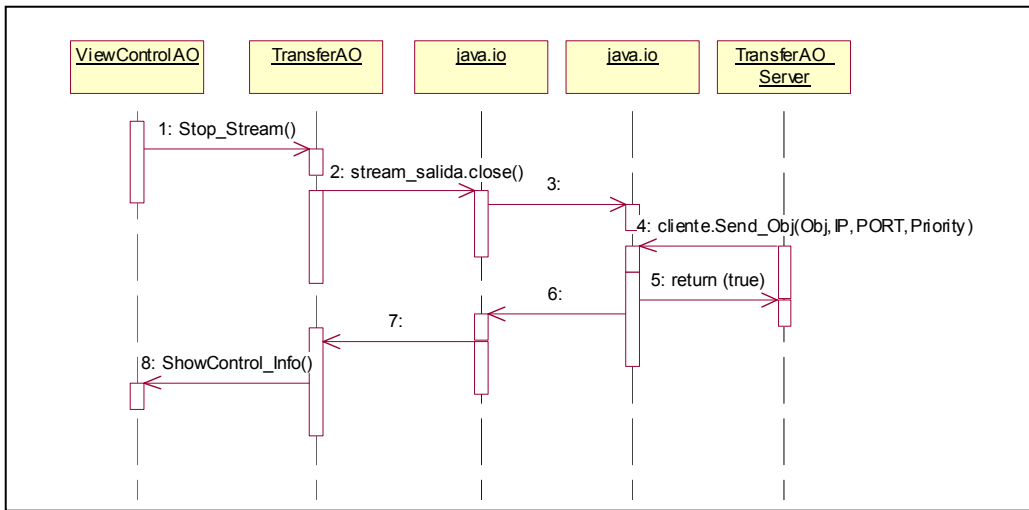 ViewControlAO
TransferAO
java.io
java.io
TransferAO
Server
1: Stop_Stream()
2: stream_salida.close()
3:
4: cliente.Send_Obj(Obj,IP,PORT,Priority)
5: return (true)
6:
7:
8: ShowControl_Info()